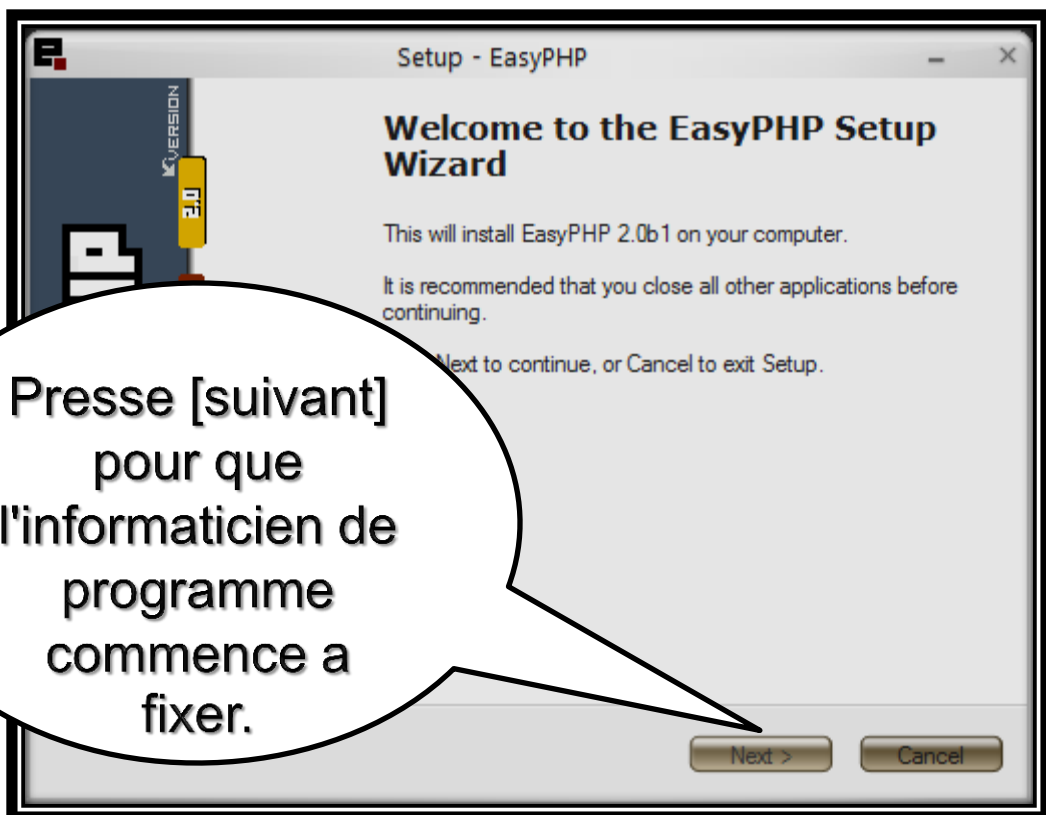 Setup - EasyPHP
VERSION
2.0
Welcome to the EasyPHP Setup
Wizard
This will install EasyPHP 2.0b1 on your computer.
It is recommended that you close all other applications before
continuing.
Next to continue, or Cancel to exit Setup.
Presse [suivant]
pour que
l'informaticien de
programme
commence a
fixer.
Next >
Cancel